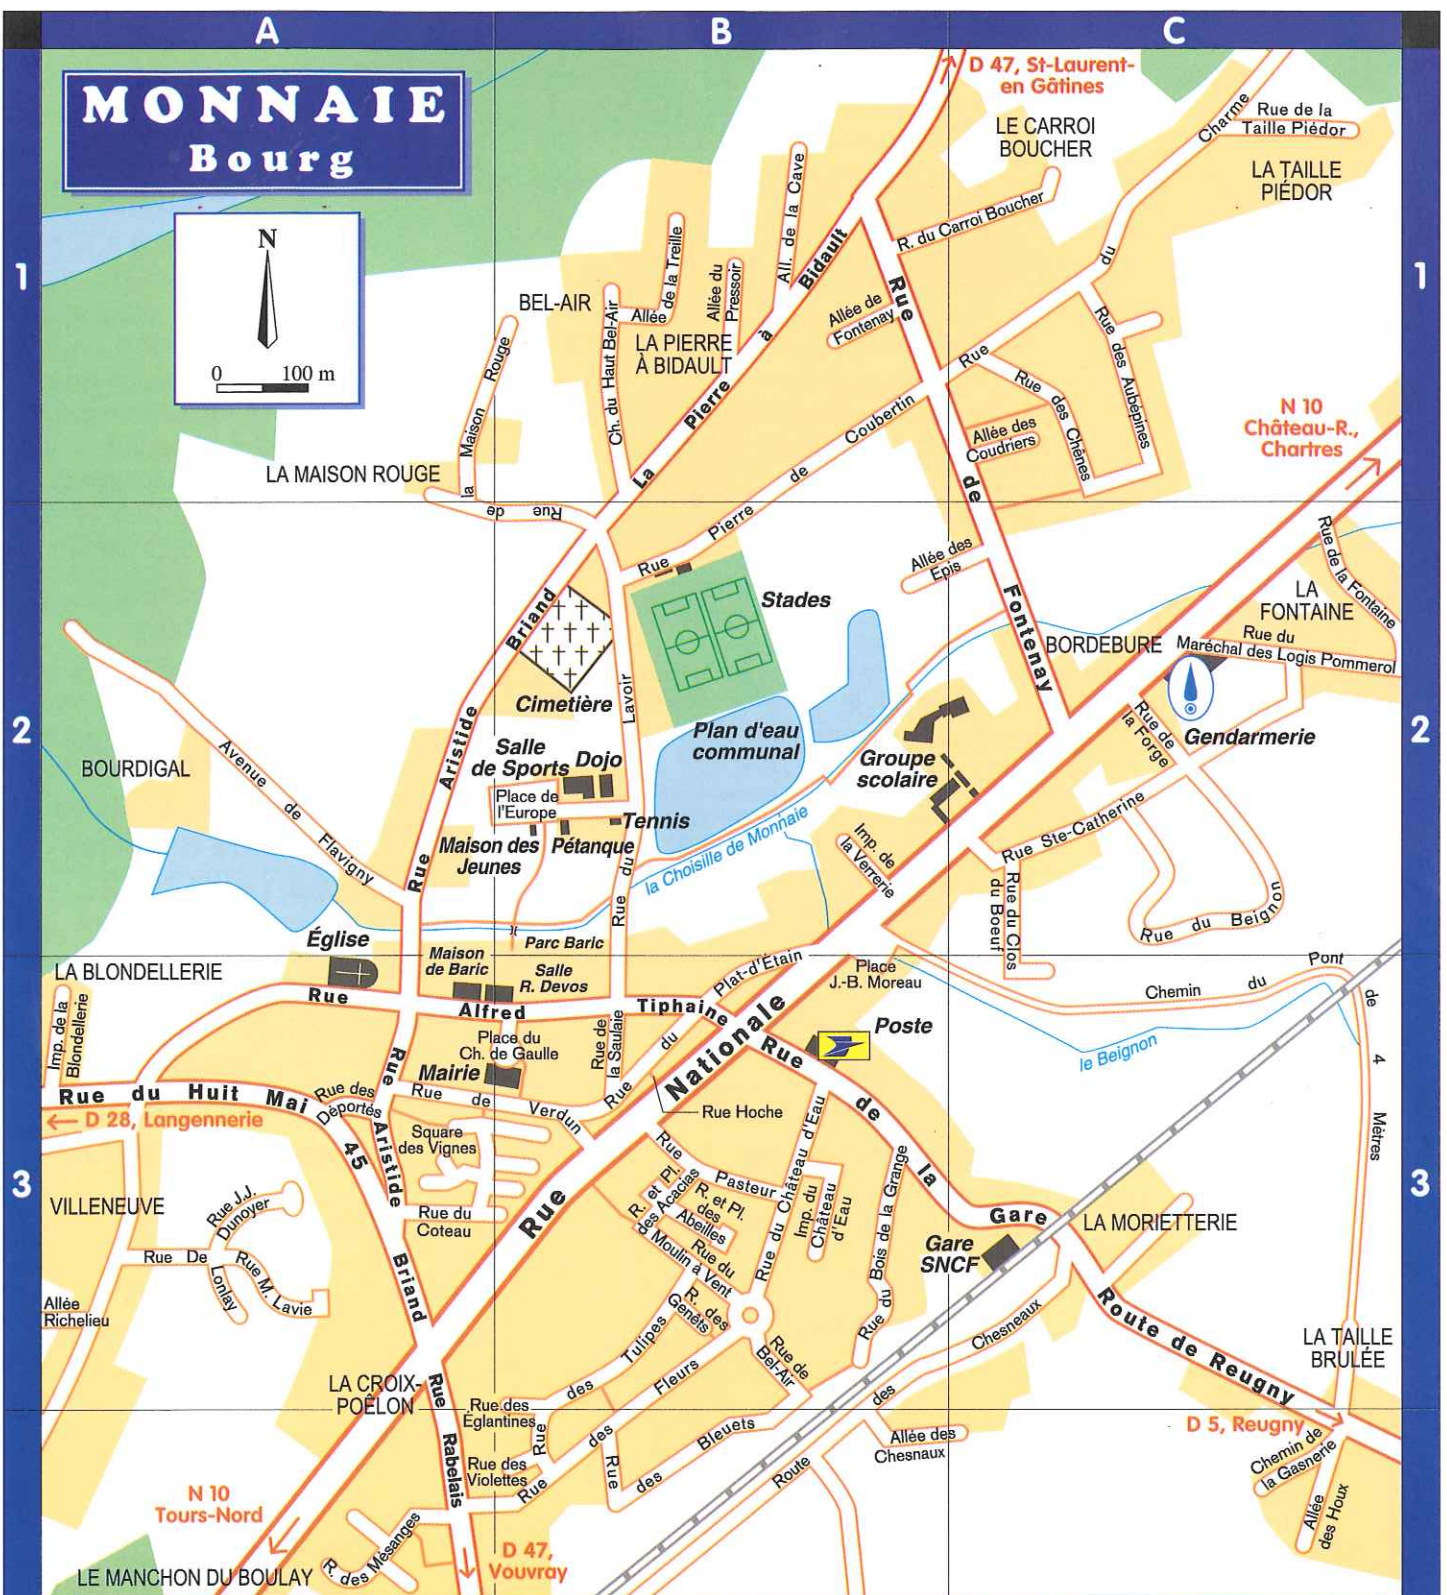 A
B
C
MONNAIE
Bourg
N
0 100 m
1
1
2
2
3
3
D 47, St-Laurent-
en Gâtines
LE CARROI
BOUCHER
Rue de la
Taille Piédor
LA TAILLE
PIÉDOR
Rue du Charme
R. du Carroi Boucher
All. de la Cave
Allée
de la Treille
Allée du
Pressoir
BEL-AIR
Ch. du Haut Bel-Air
LA PIERRE
À BIDAULT
La Pierre à Bidault
Allée de
Fontenay
Rue de Fontenay
Rue des Aubépines
Rue des Chênes
Allée des
Coudriers
N 10
Château-R.,
Chartres
LA MAISON ROUGE
Rue de la Maison Rouge
Rue Pierre de Coubertin
Allée des
Epis
Rue de la Fontaine
LA
FONTAINE
Rue du
Maréchal des Logis Pommerol
BORDEBURE
Stades
Cimetière
Rue du Lavoir
Rue Aristide Briand
Plan d'eau
communal
Groupe
scolaire
Gendarmerie
Rue de
la Forge
Salle
de Sports
Dojo
Place de
l'Europe
Tennis
Maison des
Jeunes
Pétanque
BOURDIGAL
Avenue de Flavigny
la Choisille de Monnaie
Imp. de
la Verrerie
Rue Ste-Catherine
Rue du Clos
du Boeuf
Rue du Beignon
Église
Maison
de Baric
Parc Baric
Salle
R. Devos
LA BLONDELLERIE
Imp. de la
Blondellerie
Rue Alfred Tiphaine
Rue du Plat-d'Étain
Place
J.-B. Moreau
Chemin du Pont de 4 Mètres
le Beignon
Place du
Ch. de Gaulle
Mairie
Rue de
la Saulaie
Poste
Rue Nationale
Rue de la Gare
Rue du Huit Mai 45
D 28, Langennerie
Rue des
Déportés
Rue Aristide Briand
Rue de Verdun
Rue Hoche
Square
des Vignes
Rue du
Coteau
Rue Pasteur
R. et Pl.
des Acacias
R. et Pl.
des
Abeilles
Rue du
Moulin à Vent
Rue du Château d'Eau
Imp. du
Château
d'Eau
Rue du Bois de la Grange
Gare
SNCF
LA MORIETTERIE
VILLENEUVE
Rue J.J.
Dunoyer
Rue De Lonlay
Rue M. Lavie
Allée
Richelieu
R. des
Genêts
Rue des Tulipes
Rue des Fleurs
Rue de
Bel-Air
Rue des Bleuets
Route des Chesneaux
Route de Reugny
LA TAILLE
BRULÉE
D 5, Reugny
Allée des
Chesnaux
Chemin de
la Gasnerie
Allée
des Houx
LA CROIX-
POÊLON
Rue des
Églantines
Rue des
Violettes
Rue Rabelais
N 10
Tours-Nord
R. des Mésanges
D 47,
Vouvray
LE MANCHON DU BOULAY